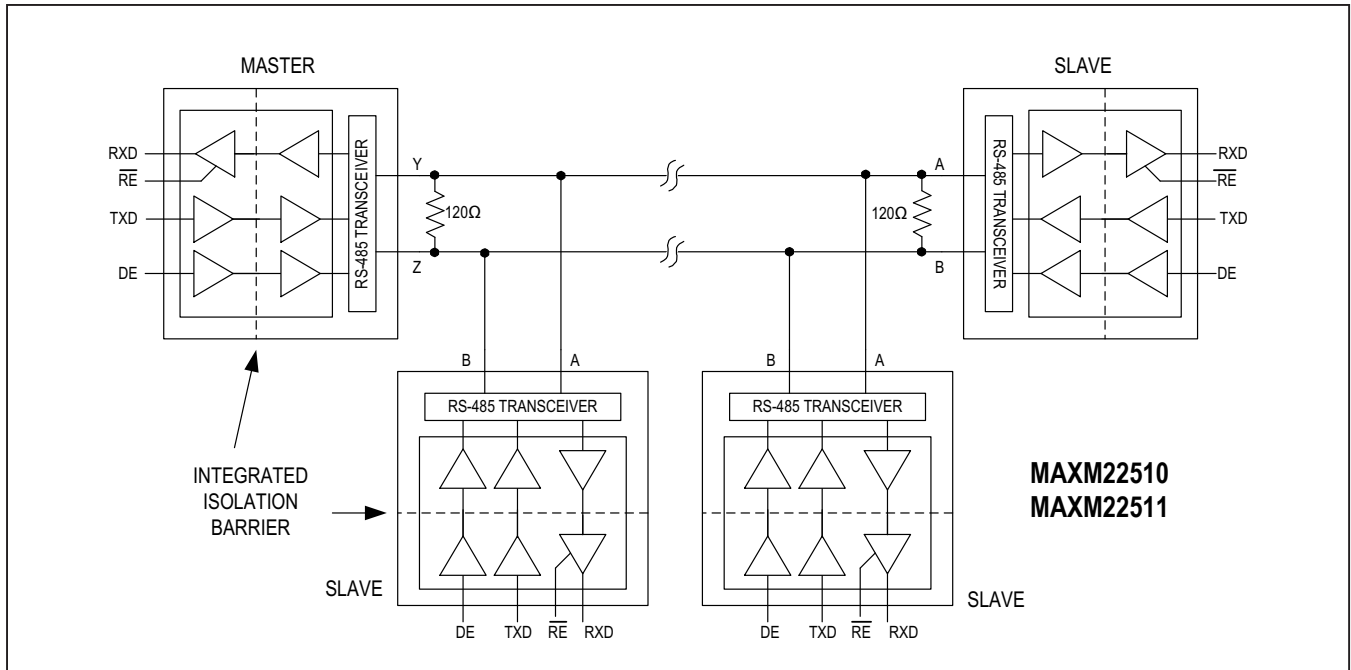 MASTER
SLAVE
RXD
RE
TXD
DE
RS-485 TRANSCEIVER
Y
Z
120Ω
120Ω
A
B
RS-485 TRANSCEIVER
RXD
RE
TXD
DE
B
A
B
A
RS-485 TRANSCEIVER
RS-485 TRANSCEIVER
INTEGRATED
ISOLATION
BARRIER
MAXM22510
MAXM22511
SLAVE
SLAVE
DE
TXD
RE
RXD
DE
TXD
RE
RXD